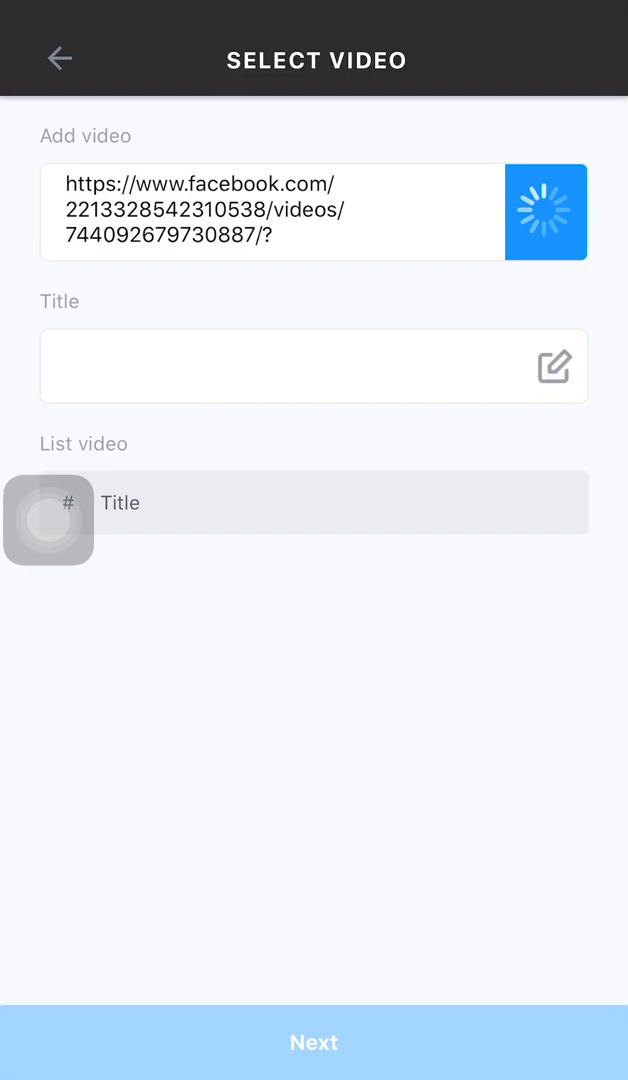 SELECT VIDEO
Add video
https://www.facebook.com/
2213328542310538/videos/
744092679730887/?
Title
List video
# Title
Next